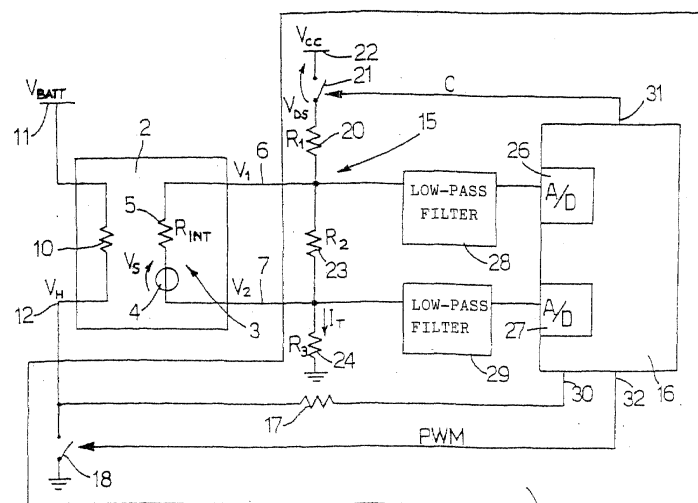 V_CC
22
21
C
V_BATT
V_DS
31
11
2
R_1
20
15
V_1
6
26
A/D
5
LOW-PASS
FILTER
10
R_INT
R_2
23
28
V_S
V_2
7
V_H
I_T
LOW-PASS
FILTER
A/D
27
12
4
3
R_3
24
29
30
32
16
17
PWM
18